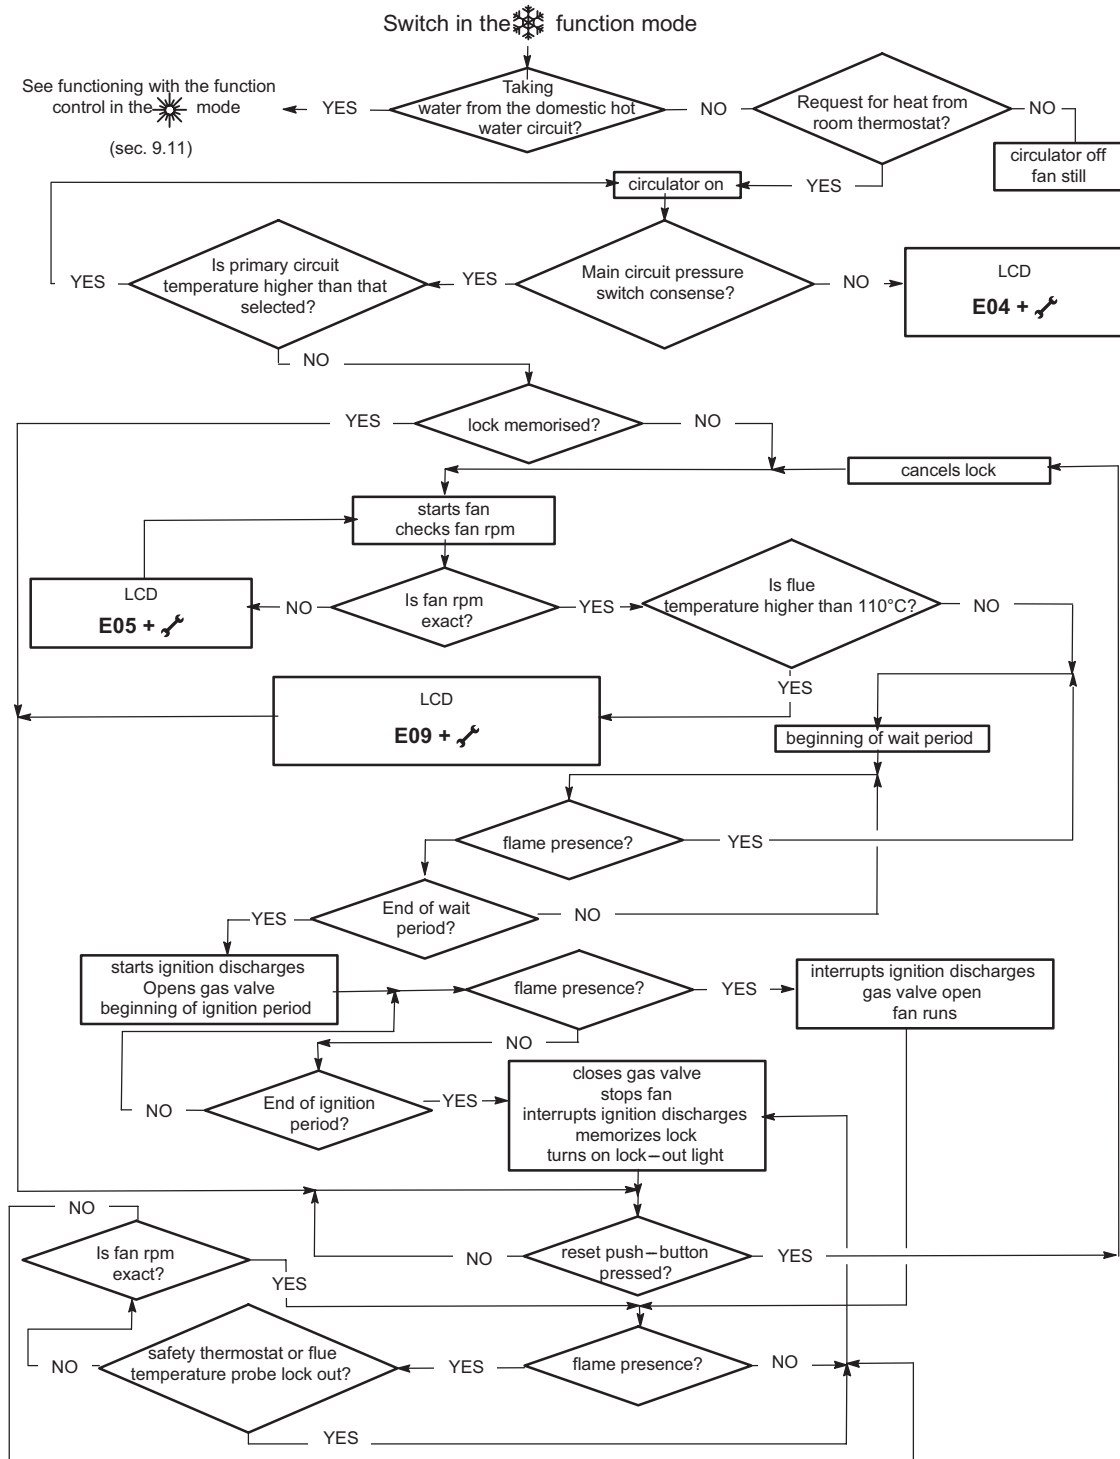 Switch in the function mode
See functioning with the function
control in the mode
(sec. 9.11)
YES
Taking
water from the domestic hot
water circuit?
NO
Request for heat from
room thermostat?
NO
circulator off
fan still
YES
circulator on
YES
Is primary circuit
temperature higher than that
selected?
YES
Main circuit pressure
switch consense?
NO
LCD
E04 +
NO
YES
lock memorised?
NO
cancels lock
starts fan
checks fan rpm
LCD
E05 +
NO
Is fan rpm
exact?
YES
Is flue
temperature higher than 110°C?
NO
YES
LCD
E09 +
beginning of wait period
flame presence?
YES
End of wait
period?
NO
YES
starts ignition discharges
Opens gas valve
beginning of ignition period
flame presence?
YES
interrupts ignition discharges
gas valve open
fan runs
NO
End of ignition
period?
NO
YES
closes gas valve
stops fan
interrupts ignition discharges
memorizes lock
turns on lock–out light
NO
Is fan rpm
exact?
YES
NO
reset push–button
pressed?
YES
NO
safety thermostat or flue
temperature probe lock out?
YES
flame presence?
NO
YES